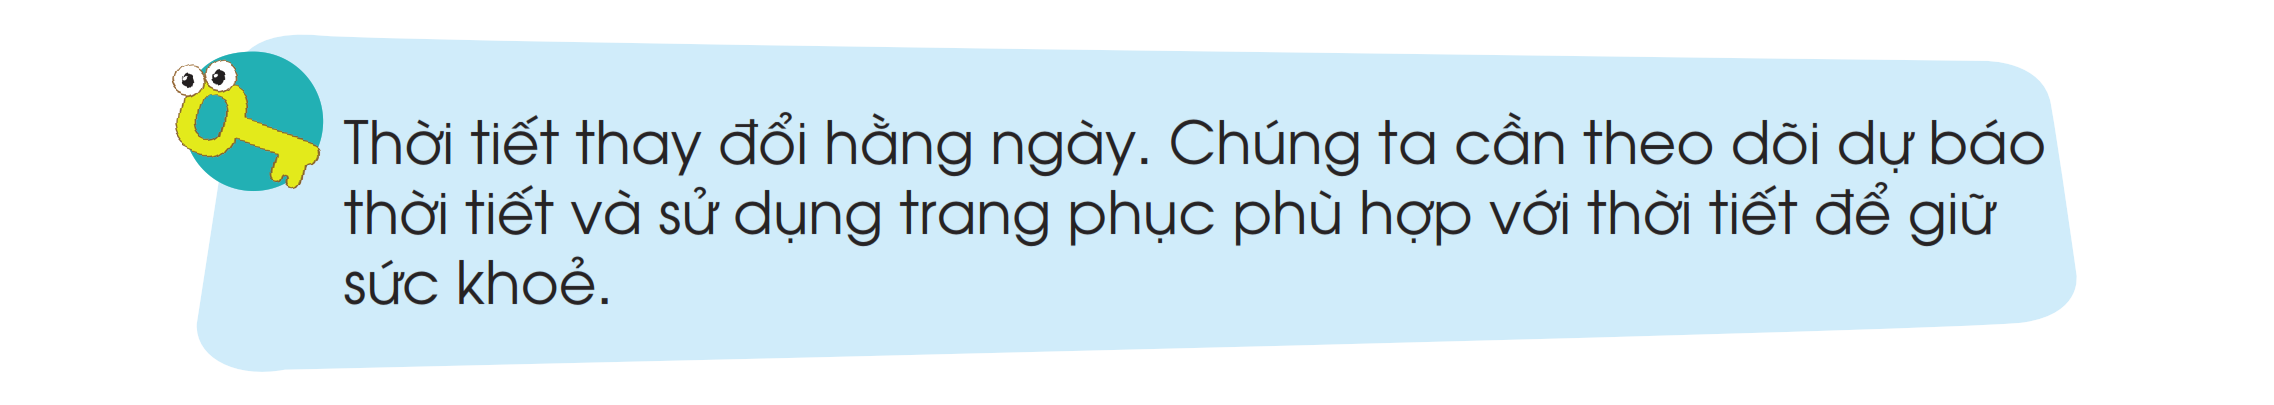 Thời tiết thay đổi hằng ngày. Chúng ta cần theo dõi dự báo
thời tiết và sử dụng trang phục phù hợp với thời tiết để giữ
sức khoẻ.